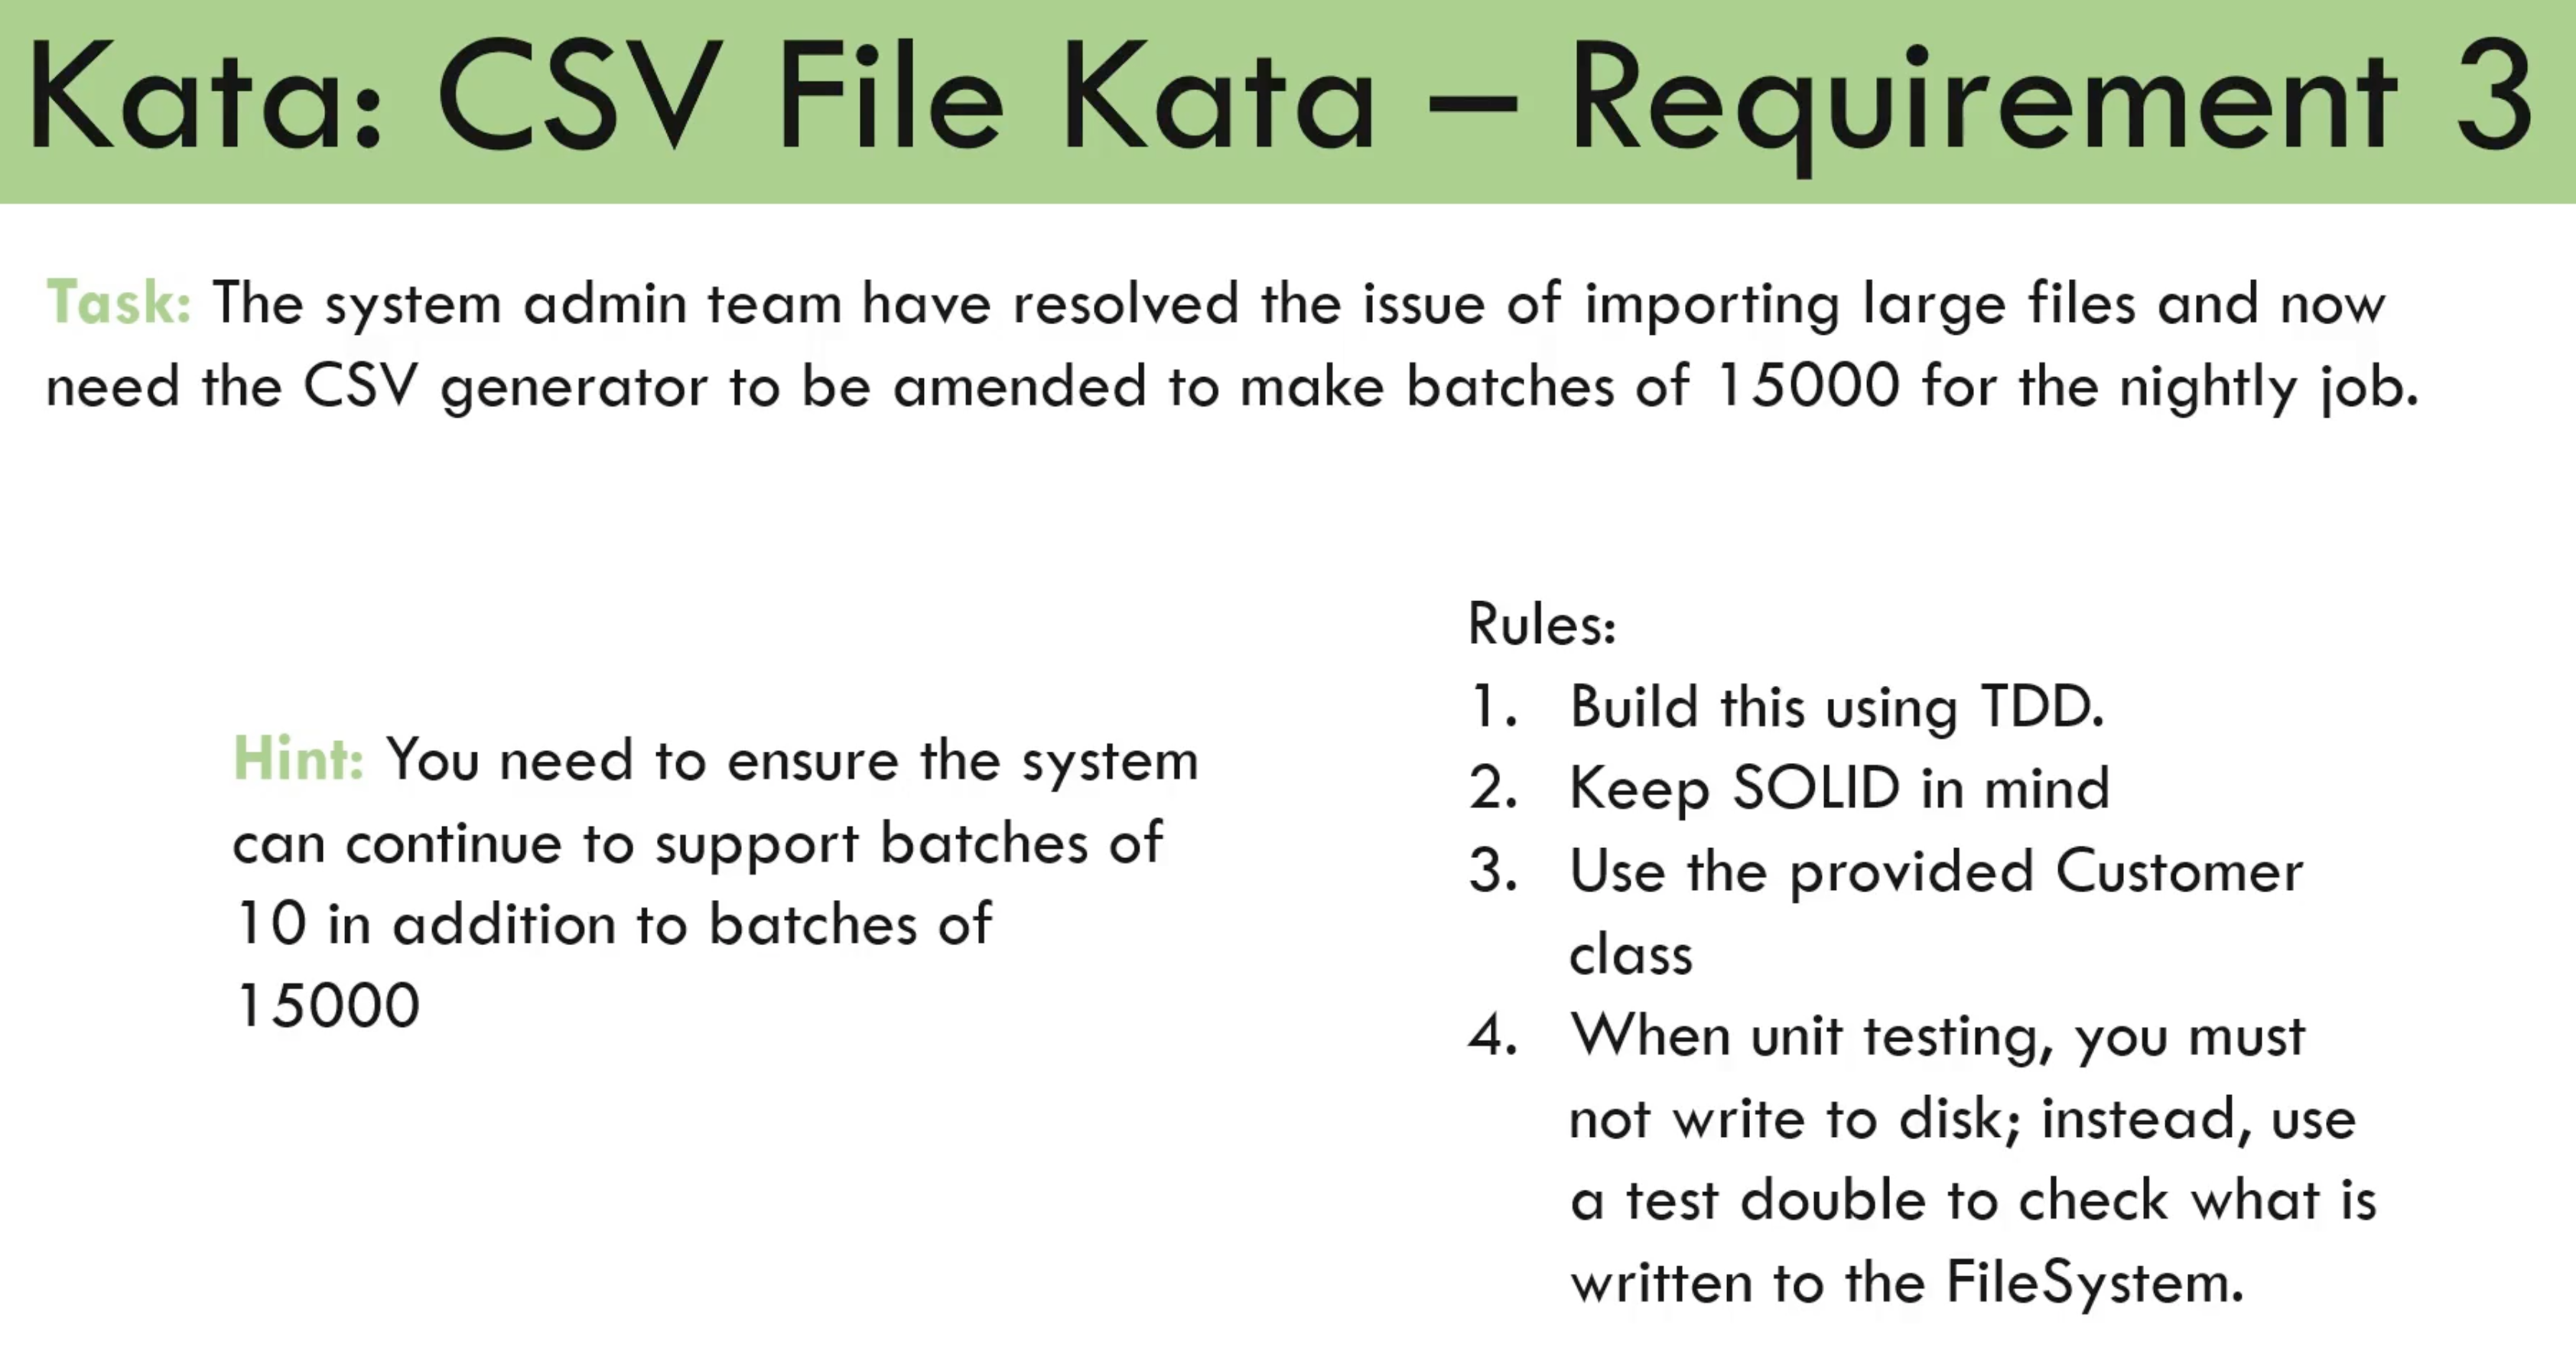 Kata: CSV File Kata – Requirement 3
Task: The system admin team have resolved the issue of importing large files and now
need the CSV generator to be amended to make batches of 15000 for the nightly job.
Hint: You need to ensure the system
can continue to support batches of
10 in addition to batches of
15000
Rules:
1. Build this using TDD.
2. Keep SOLID in mind
3. Use the provided Customer
class
4. When unit testing, you must
not write to disk; instead, use
a test double to check what is
written to the FileSystem.